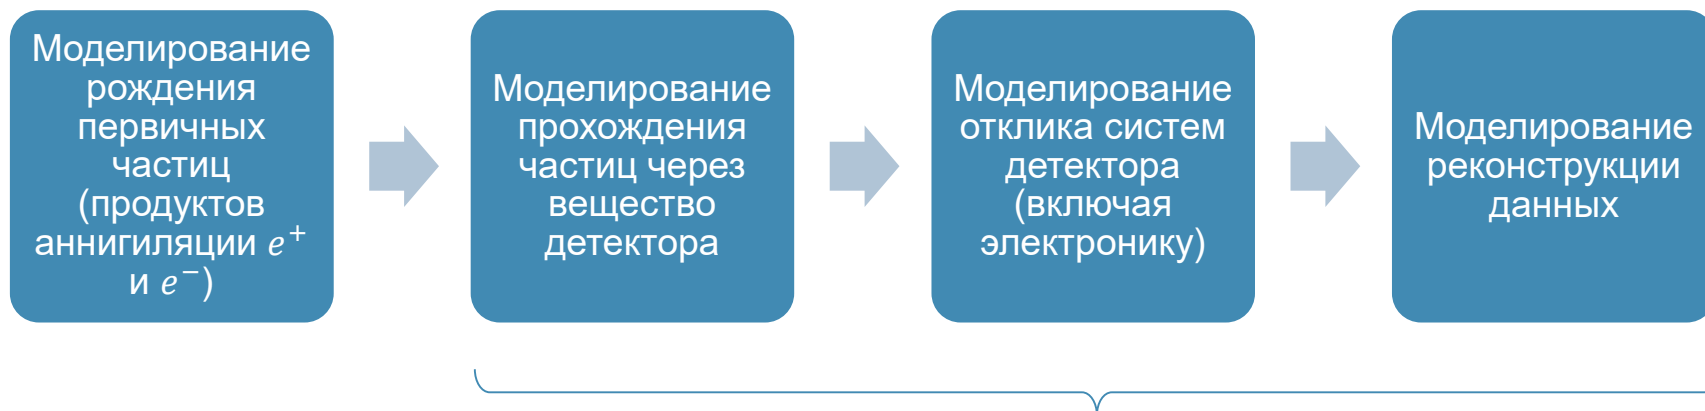 Моделирование
рождения
первичных
частиц
(продуктов
аннигиляции e⁺
и e⁻)
Моделирование
прохождения
частиц через
вещество
детектора
Моделирование
отклика систем
детектора
(включая
электронику)
Моделирование
реконструкции
данных